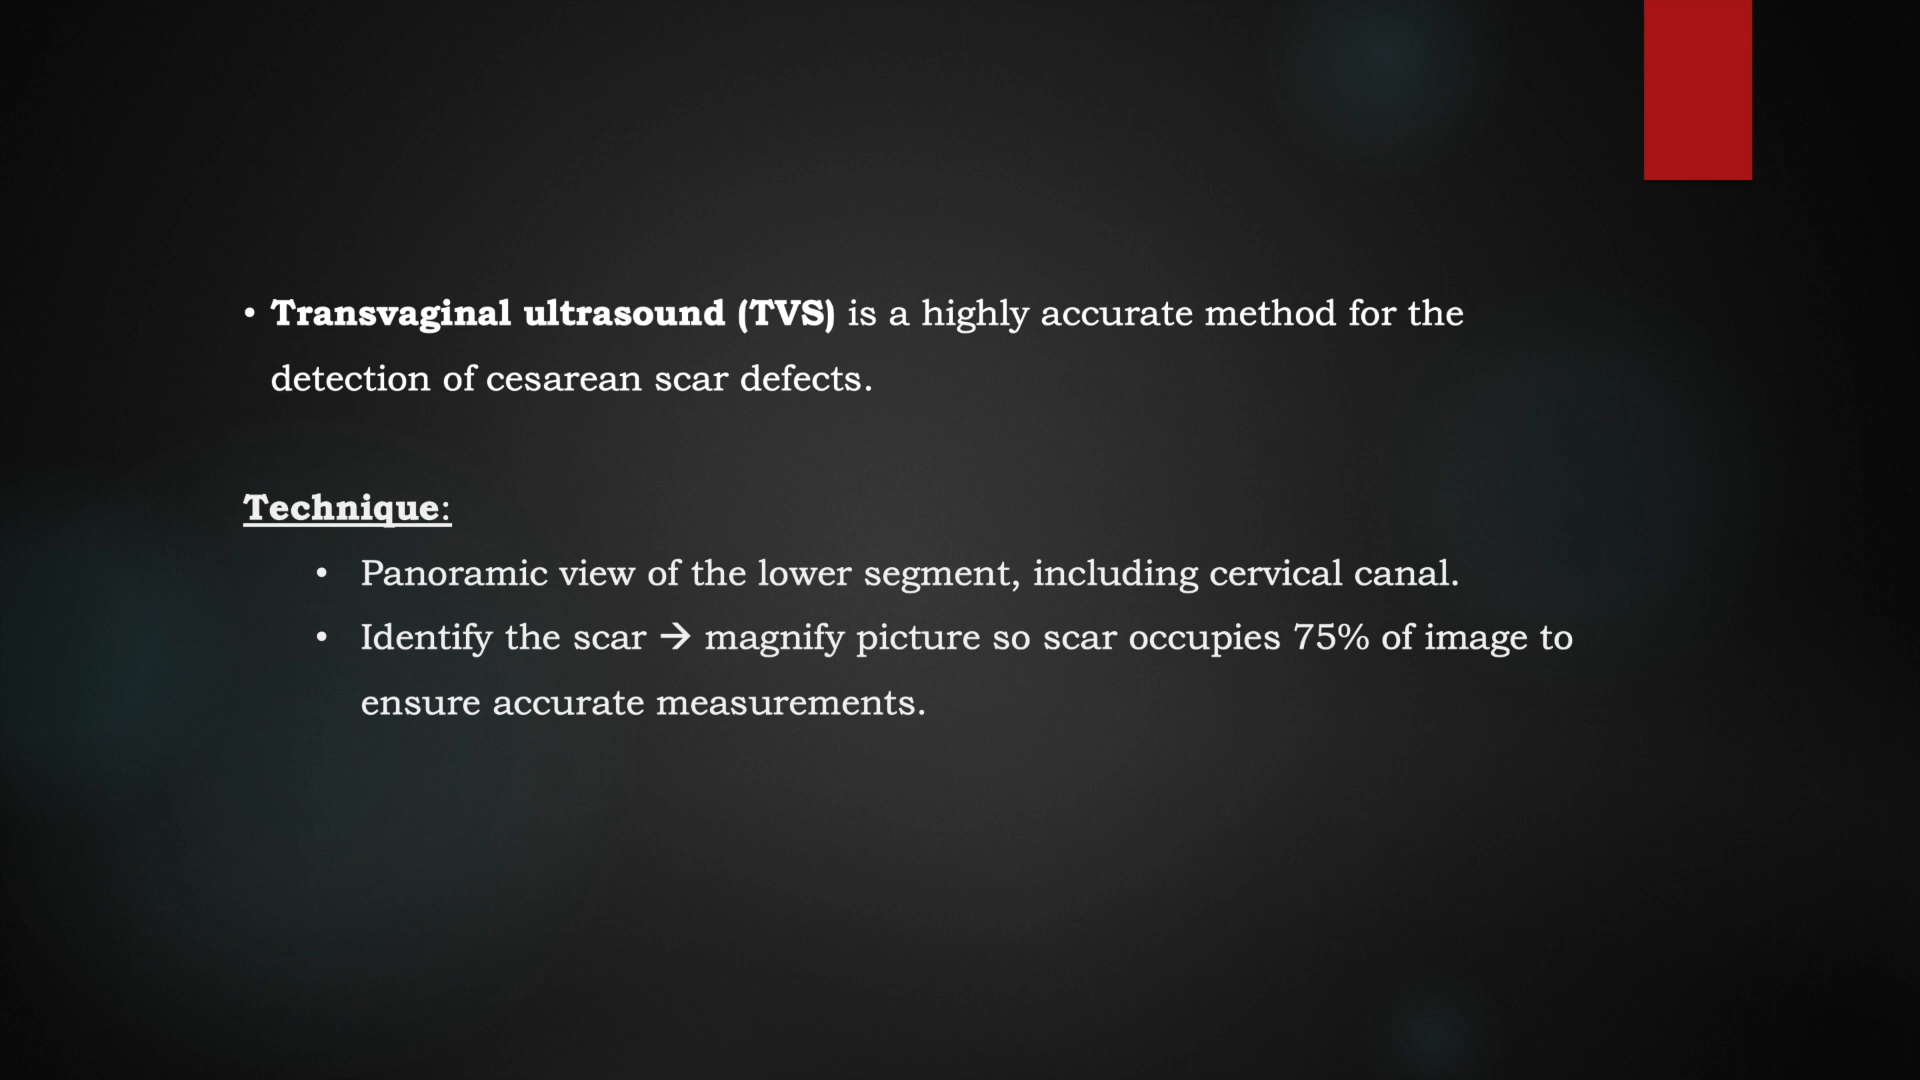 • Transvaginal ultrasound (TVS) is a highly accurate method for the
detection of cesarean scar defects.
Technique:
• Panoramic view of the lower segment, including cervical canal.
• Identify the scar → magnify picture so scar occupies 75% of image to
ensure accurate measurements.